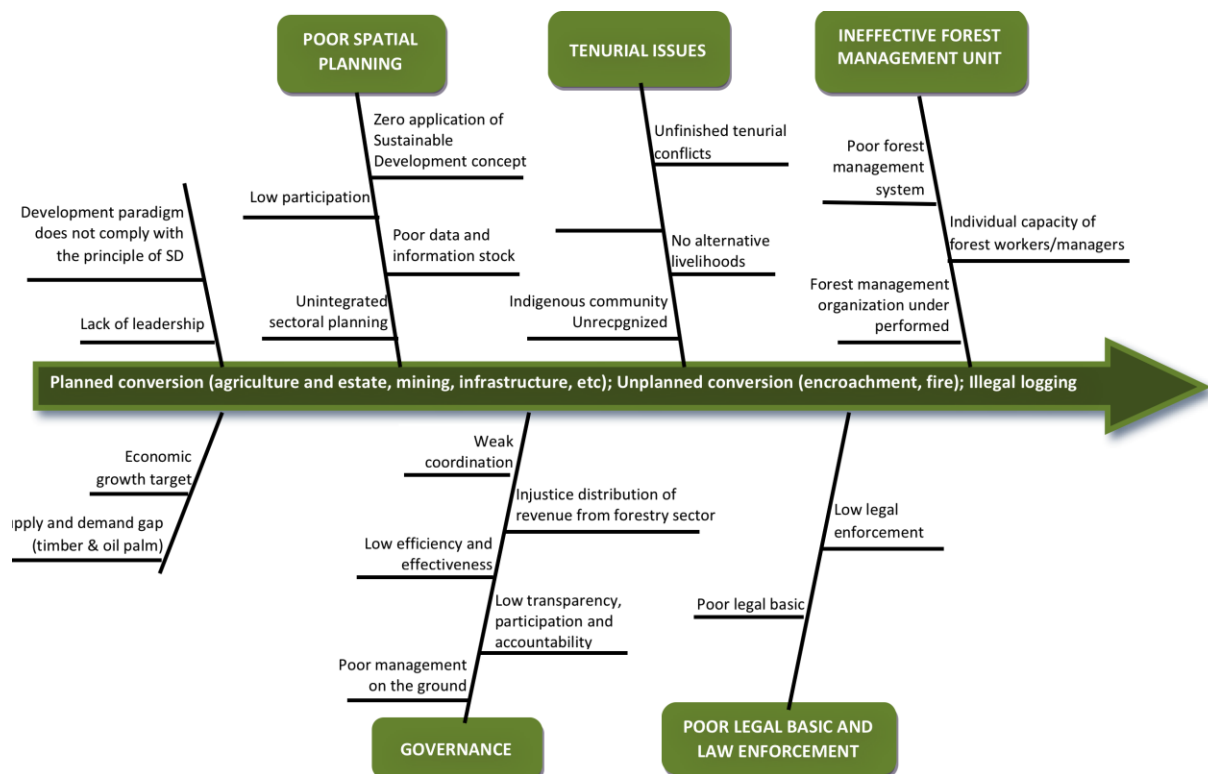 POOR SPATIAL
PLANNING
TENURIAL ISSUES
INEFFECTIVE FOREST
MANAGEMENT UNIT
Development paradigm
does not comply with
the principle of SD
Lack of leadership
Zero application of
Sustainable
Development concept
Low participation
Poor data and
information stock
Unintegrated
sectoral planning
Unfinished tenurial
conflicts
No alternative
livelihoods
Indigenous community
Unrecpgnized
Poor forest
management
system
Individual capacity of
forest workers/managers
Forest management
organization under
performed
Planned conversion (agriculture and estate, mining, infrastructure, etc); Unplanned conversion (encroachment, fire); Illegal logging
Economic
growth target
pply and demand gap
(timber & oil palm)
Weak
coordination
Injustice distribution of
revenue from forestry sector
Low efficiency and
effectiveness
Low transparency,
participation and
accountability
Poor management
on the ground
Low legal
enforcement
Poor legal basic
GOVERNANCE
POOR LEGAL BASIC AND
LAW ENFORCEMENT